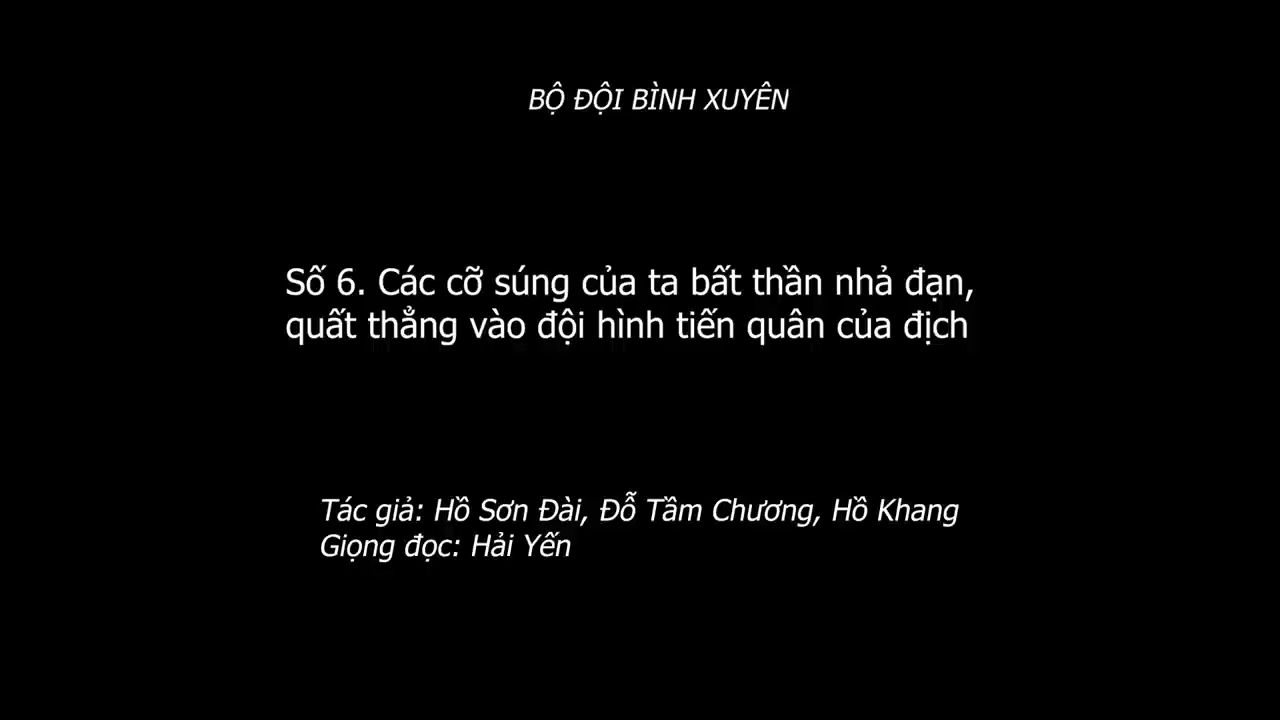 BỘ ĐỘI BÌNH XUYÊN
Số 6. Các cỡ súng của ta bất thần nhả đạn,
quất thẳng vào đội hình tiến quân của địch
Tác giả: Hồ Sơn Đài, Đỗ Tầm Chương, Hồ Khang
Giọng đọc: Hải Yến